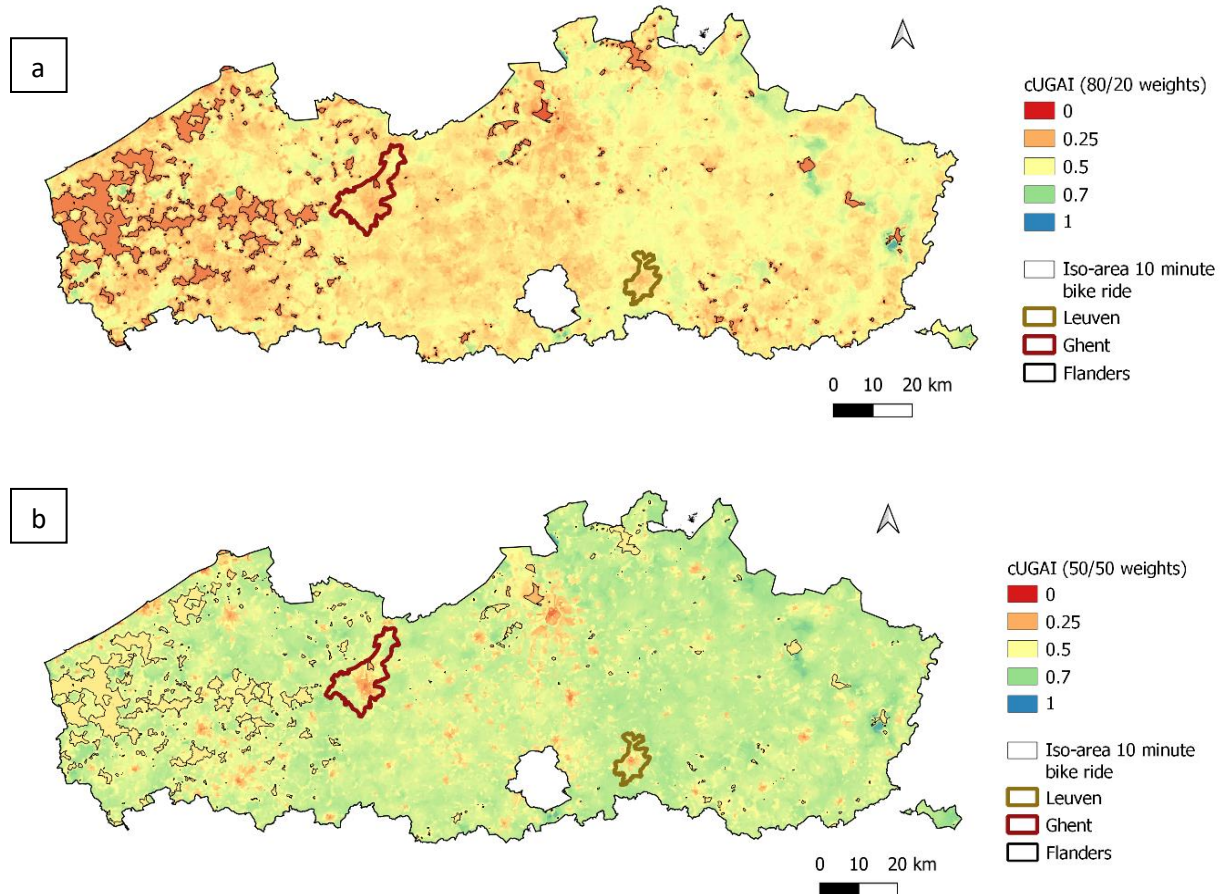 a
cUGAI (80/20 weights)
0
0.25
0.5
0.7
1
Iso-area 10 minute
bike ride
Leuven
Ghent
Flanders
0 10 20 km
b
cUGAI (50/50 weights)
0
0.25
0.5
0.7
1
Iso-area 10 minute
bike ride
Leuven
Ghent
Flanders
0 10 20 km